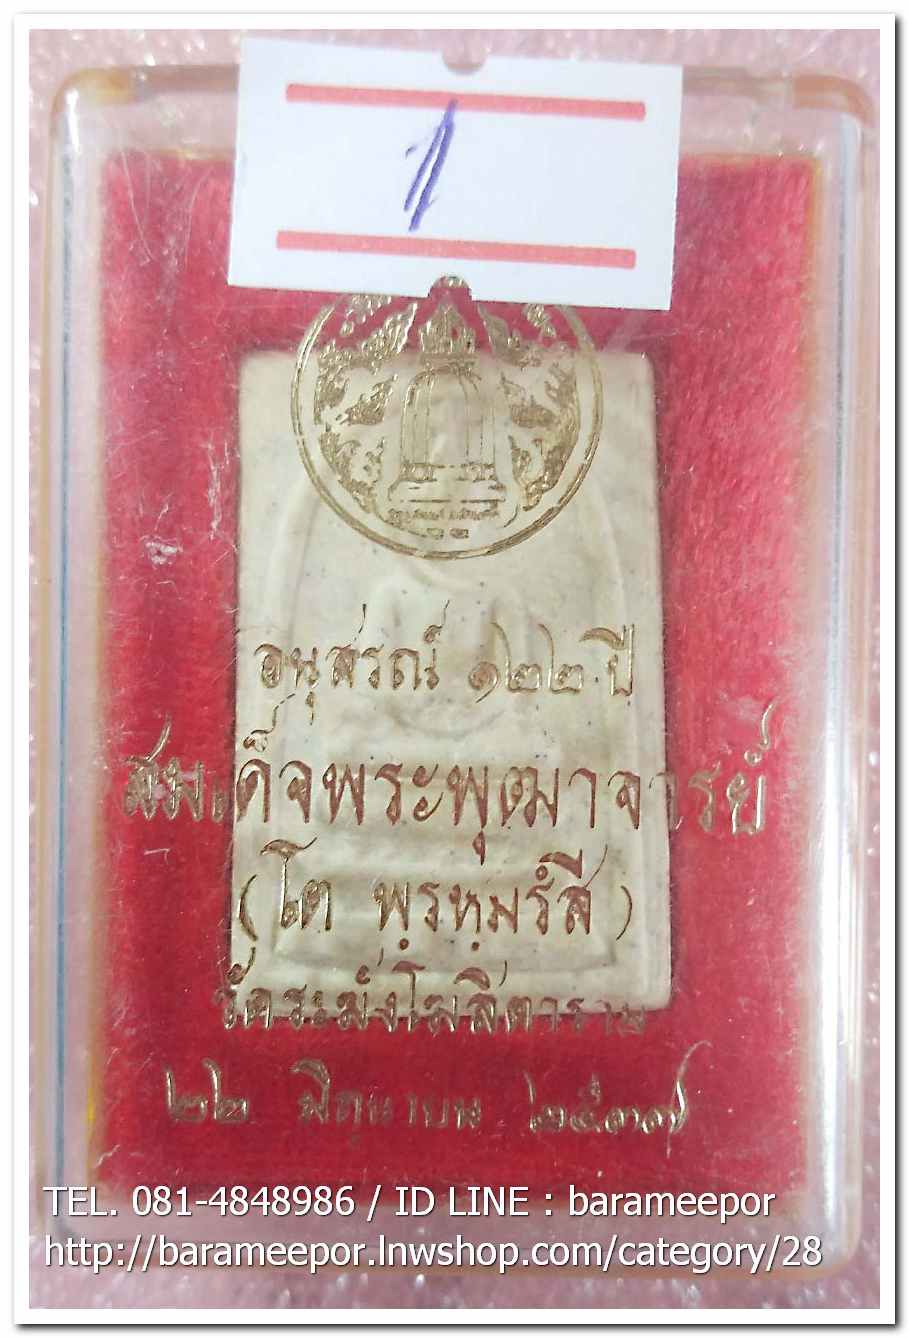 1
อนุสรณ์ ๑๒๒ ปี
สมเด็จพระพุฒาจารย์
(โต พฺรหฺมรํสี)
วัดระฆังโฆสิตาราม
๒๒ มิถุนายน ๒๕๓๗
TEL. 081-4848986 / ID LINE : barameepor
http://barameepor.lnwshop.com/category/28